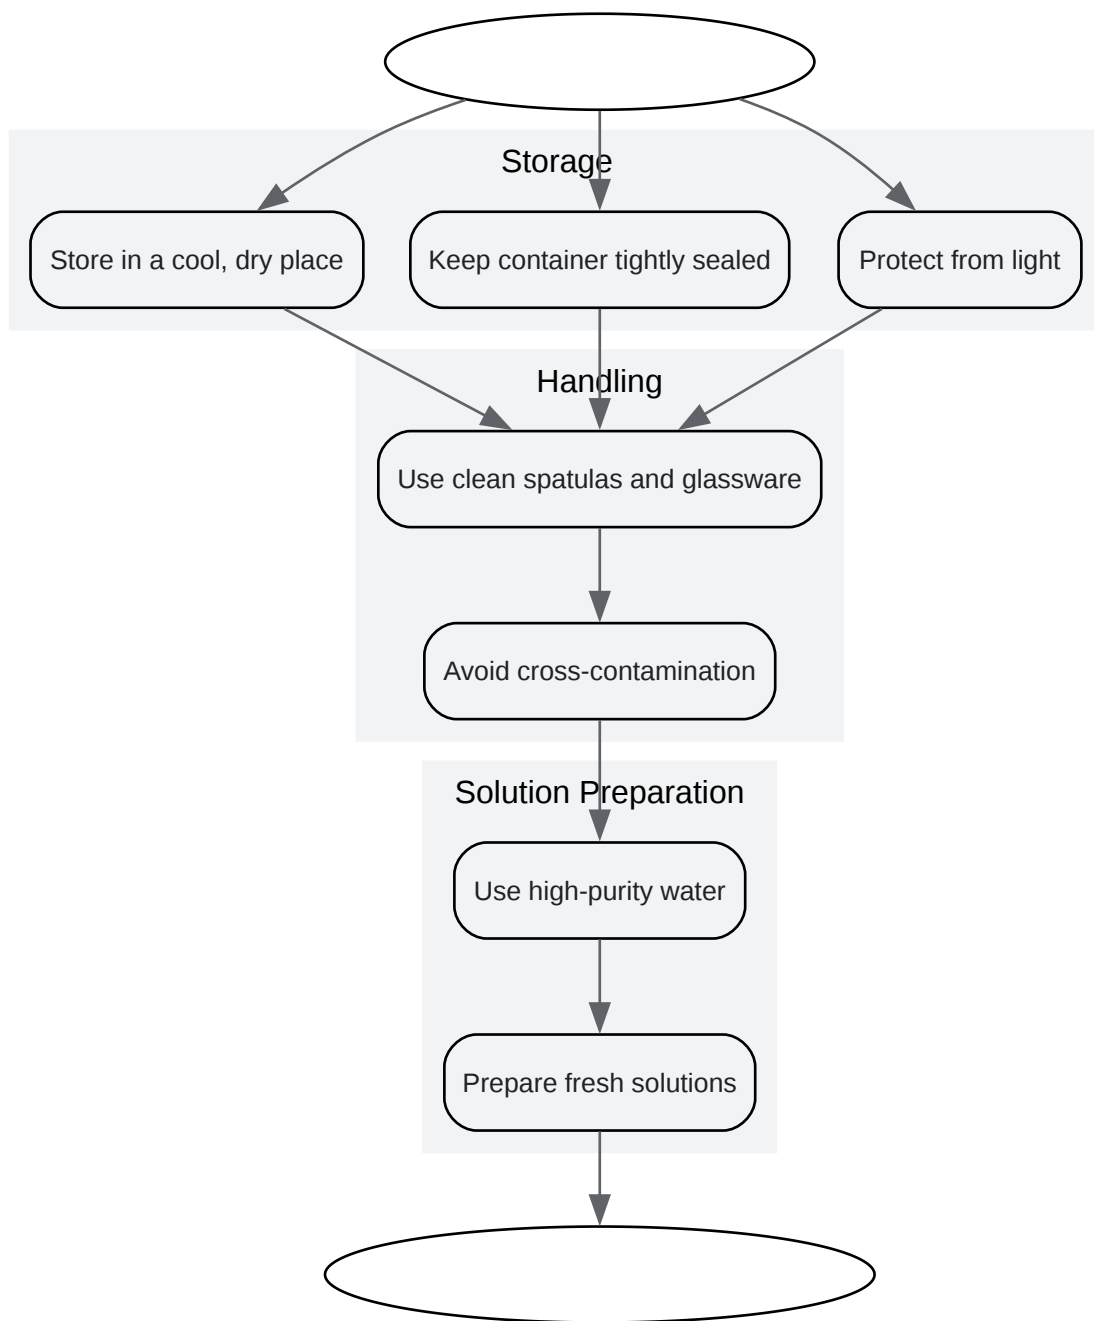 Storage
Store in a cool, dry place
Keep container tightly sealed
Protect from light
Handling
Use clean spatulas and glassware
Avoid cross-contamination
Solution Preparation
Use high-purity water
Prepare fresh solutions